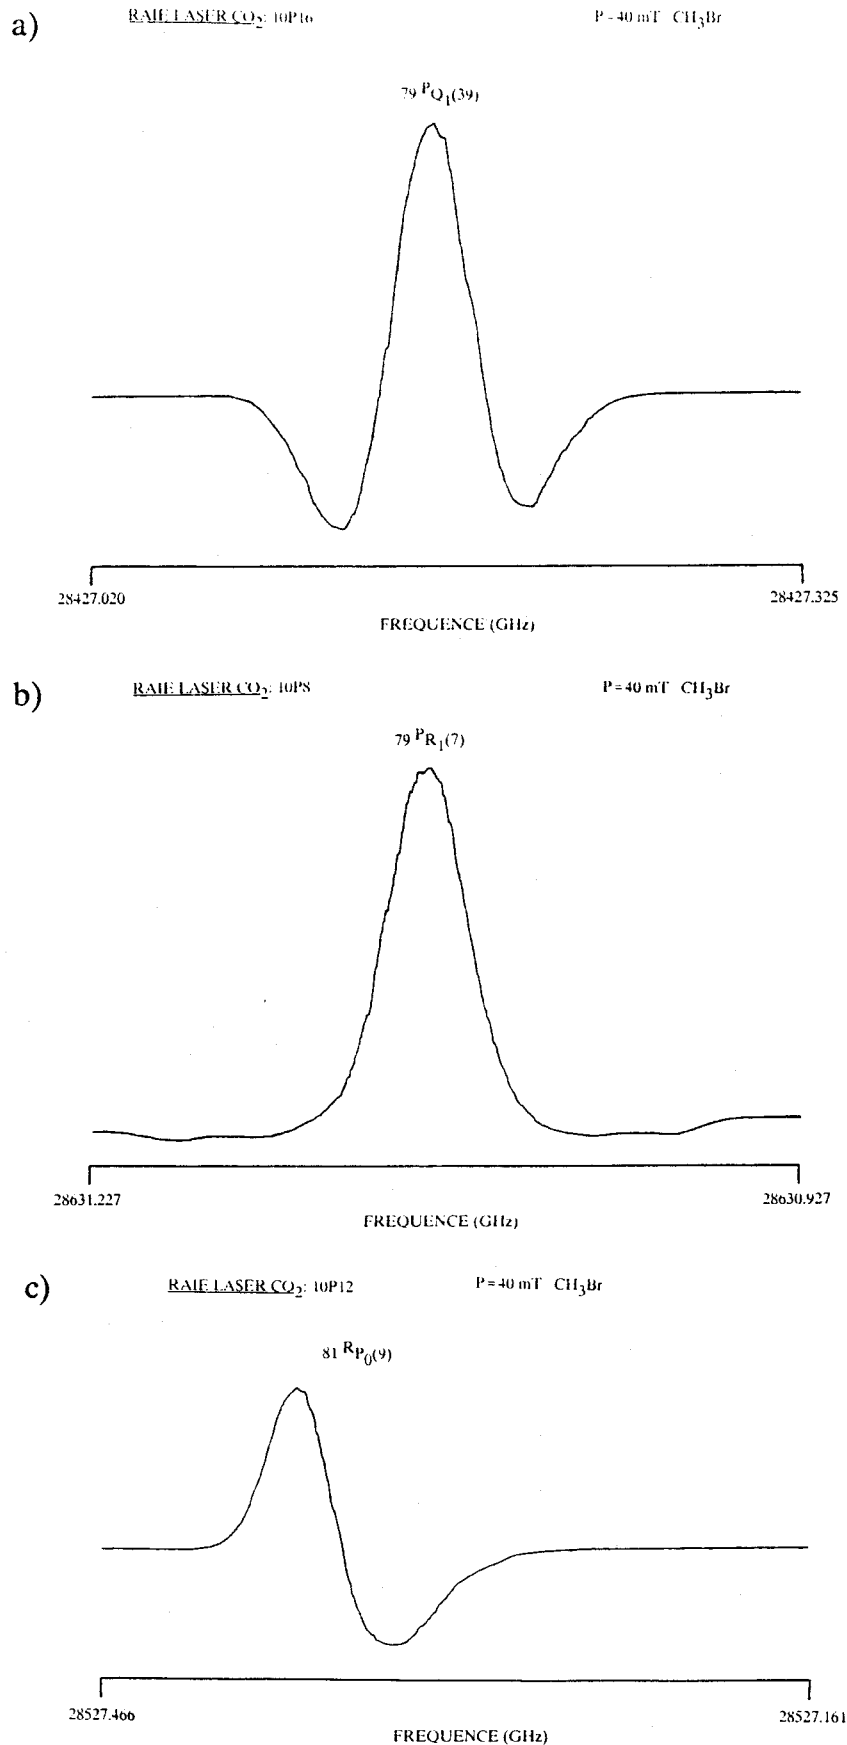 a)
RAIE LASER CO2: 10P16 P = 40 mT CH3Br
79 PQ1(39)
28427.020 28427.325
FREQUENCE (GHz)
b)
RAIE LASER CO2: 10P8 P = 40 mT CH3Br
79 PR1(7)
28631.227 28630.927
FREQUENCE (GHz)
c)
RAIE LASER CO2: 10P12 P = 40 mT CH3Br
81 RP0(9)
28527.466 28527.161
FREQUENCE (GHz)